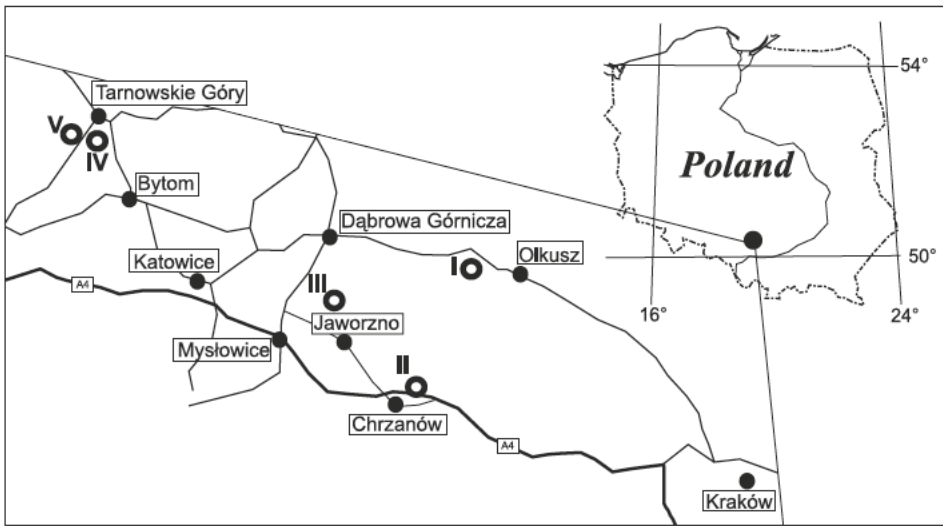 54°
Tarnowskie Góry
V
IV
Poland
Bytom
Dąbrowa Górnicza
Katowice
I
Olkusz
50°
A4
III
16°
24°
Jaworzno
Mysłowice
II
Chrzanów
A4
Kraków